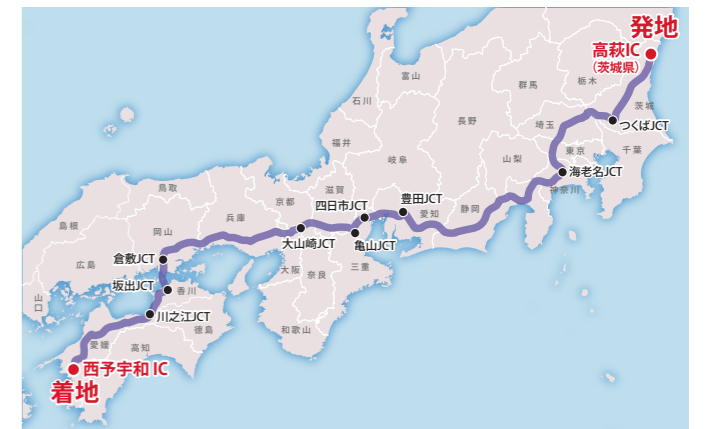 発地
高萩IC
（茨城県）
富山
群馬
栃木
石川
茨城
長野
埼玉
つくばJCT
福井
岐阜
東京
千葉
山梨
海老名JCT
鳥取
滋賀
神奈川
京都
豊田JCT
四日市JCT
静岡
愛知
兵庫
島根
岡山
大山崎JCT
亀山JCT
倉敷JCT
広島
大阪
奈良
三重
坂出JCT
香川
山口
川之江JCT
徳島
和歌山
愛媛
高知
西予宇和 IC
着地